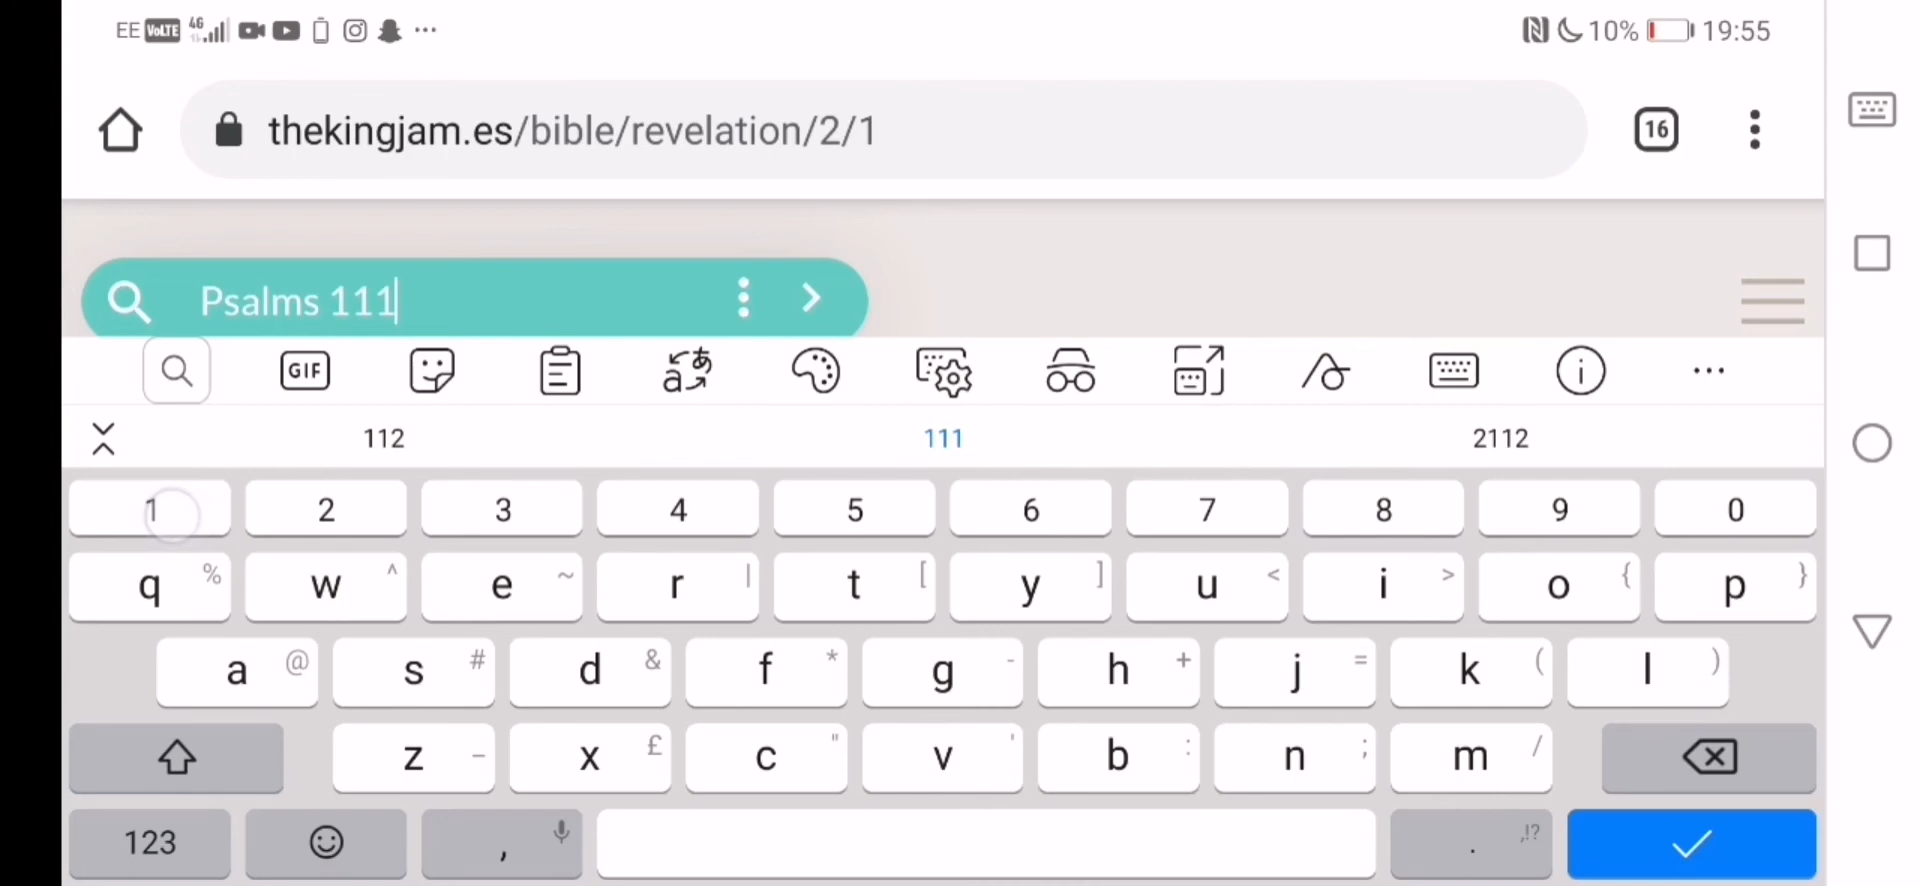 EE VoLTE 4G 10% 19:55
thekingjam.es/bible/revelation/2/1 16
Psalms 111
GIF a あ
112 111 2112
1 2 3 4 5 6 7 8 9 0
q % w ^ e ~ r | t [ y ] u < i > o { p }
a @ s # d & f * g - h + j = k ( l )
z _ x £ c " v ' b : n ; m /
123 , . ,!?